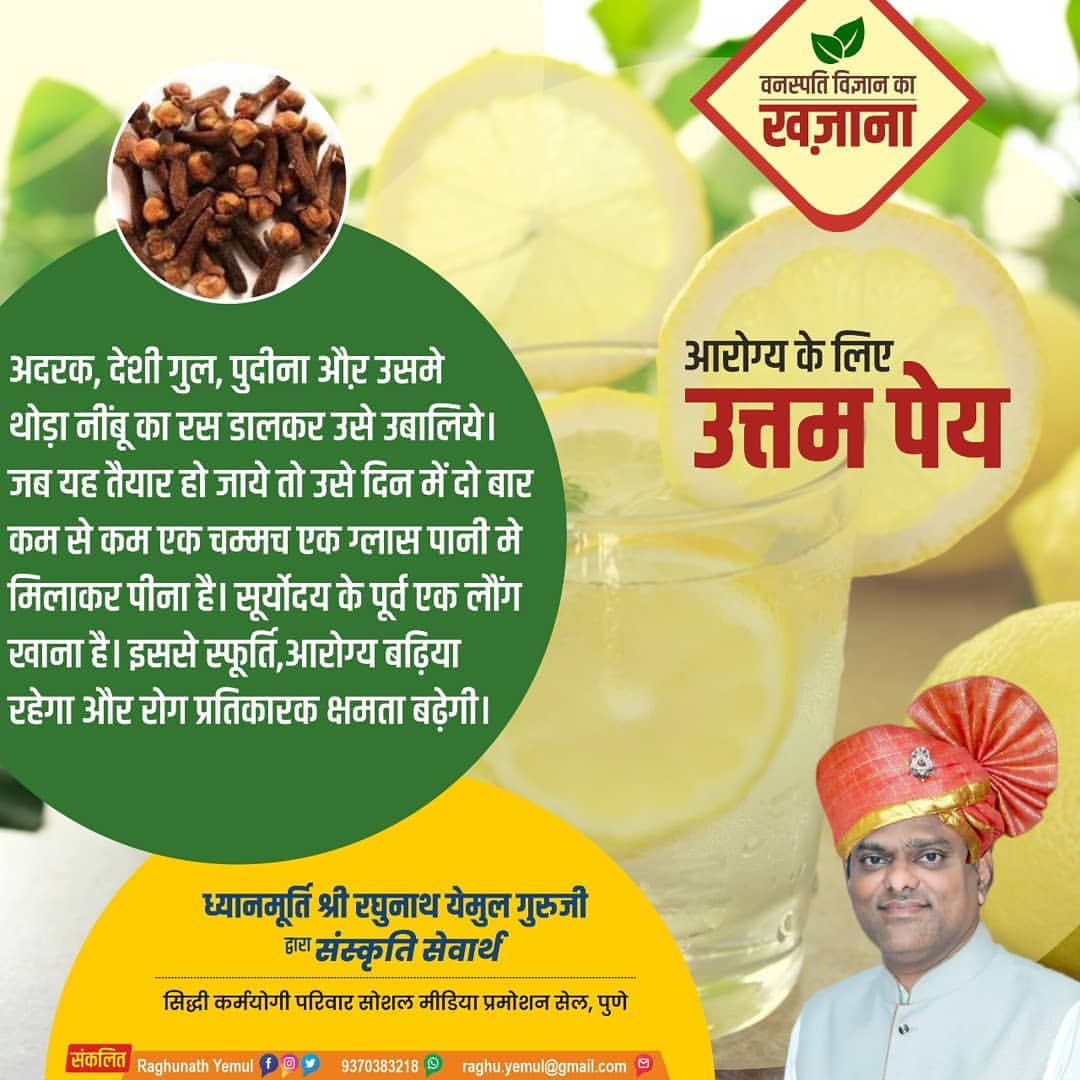 वनस्पति विज्ञान का
खज़ाना
आरोग्य के लिए
उत्तम पेय
अदरक, देशी गुल, पुदीना औऱ उसमे
थोड़ा नींबू का रस डालकर उसे उबालिये।
जब यह तैयार हो जाये तो उसे दिन में दो बार
कम से कम एक चम्मच एक ग्लास पानी मे
मिलाकर पीना है। सूर्योदय के पूर्व एक लौंग
खाना है। इससे स्फूर्ति,आरोग्य बढ़िया
रहेगा और रोग प्रतिकारक क्षमता बढ़ेगी।
ध्यानमूर्ति श्री रघुनाथ येमुल गुरुजी
द्वारा संस्कृति सेवार्थ
सिद्धी कर्मयोगी परिवार सोशल मीडिया प्रमोशन सेल, पुणे
संकलित Raghunath Yemul 9370383218 raghu.yemul@gmail.com